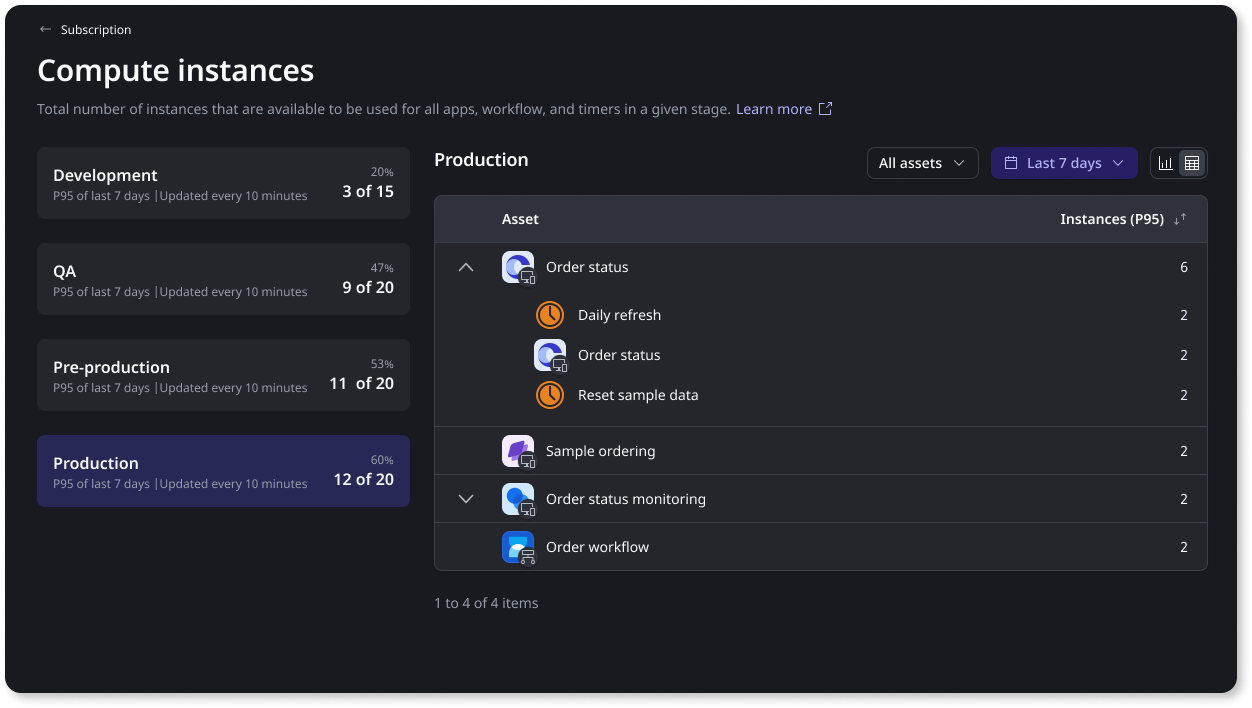 Subscription
Compute instances
Total number of instances that are available to be used for all apps, workflow, and timers in a given stage. Learn more
Development
20%
P95 of last 7 days |Updated every 10 minutes
3 of 15
QA
47%
P95 of last 7 days |Updated every 10 minutes
9 of 20
Pre-production
53%
P95 of last 7 days |Updated every 10 minutes
11 of 20
Production
60%
P95 of last 7 days |Updated every 10 minutes
12 of 20
Production
All assets
Last 7 days
Asset Instances (P95)
Order status 6
Daily refresh 2
Order status 2
Reset sample data 2
Sample ordering 2
Order status monitoring 2
Order workflow 2
1 to 4 of 4 items